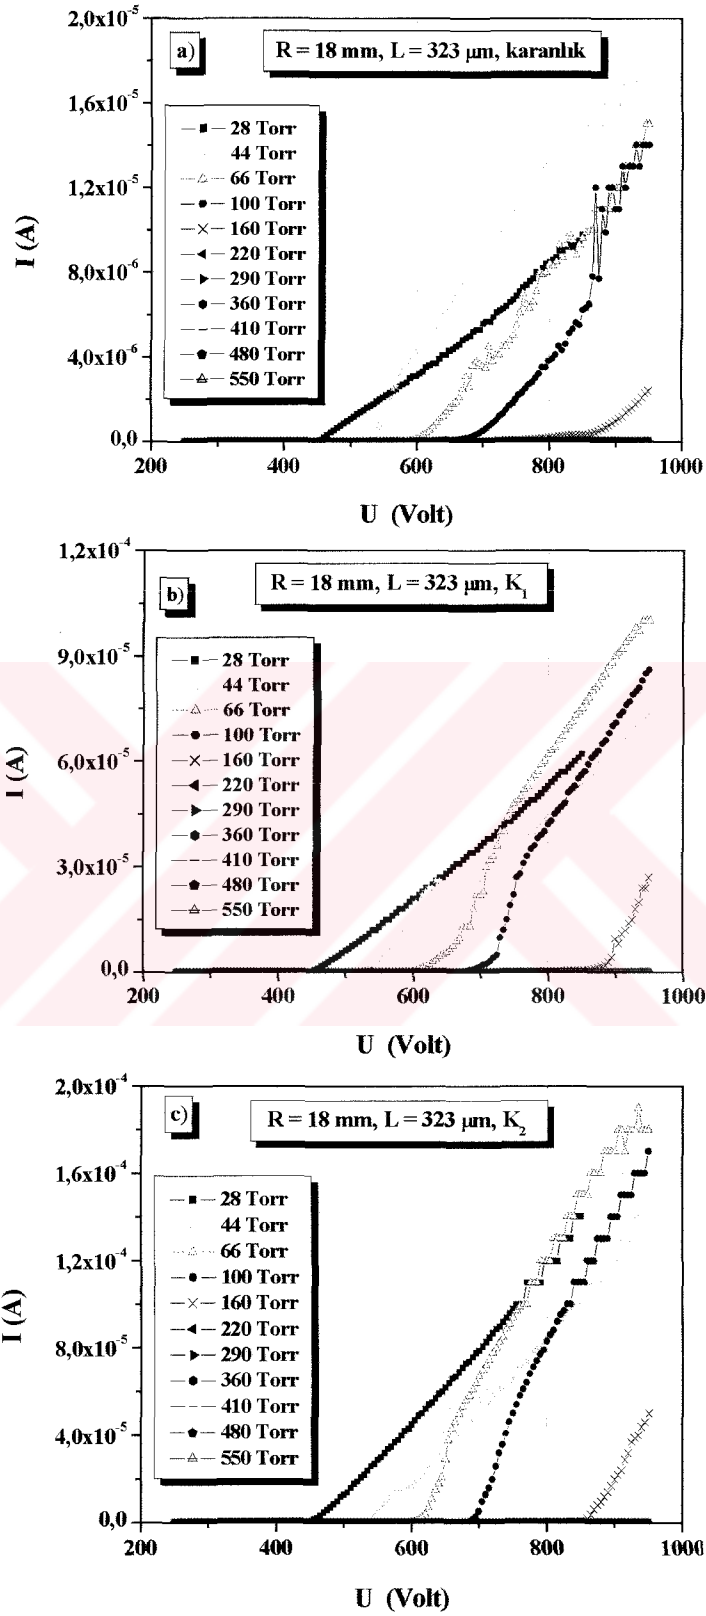 a)
R = 18 mm, L = 323 µm, karanlık
2,0x10⁻⁵
1,6x10⁻⁵
1,2x10⁻⁵
8,0x10⁻⁶
4,0x10⁻⁶
0,0
I (A)
28 Torr
44 Torr
66 Torr
100 Torr
160 Torr
220 Torr
290 Torr
360 Torr
410 Torr
480 Torr
550 Torr
200 400 600 800 1000
U (Volt)
b)
R = 18 mm, L = 323 µm, K₁
1,2x10⁻⁴
9,0x10⁻⁵
6,0x10⁻⁵
3,0x10⁻⁵
0,0
I (A)
28 Torr
44 Torr
66 Torr
100 Torr
160 Torr
220 Torr
290 Torr
360 Torr
410 Torr
480 Torr
550 Torr
200 400 600 800 1000
U (Volt)
c)
R = 18 mm, L = 323 µm, K₂
2,0x10⁻⁴
1,6x10⁻⁴
1,2x10⁻⁴
8,0x10⁻⁵
4,0x10⁻⁵
0,0
I (A)
28 Torr
44 Torr
66 Torr
100 Torr
160 Torr
220 Torr
290 Torr
360 Torr
410 Torr
480 Torr
550 Torr
200 400 600 800 1000
U (Volt)